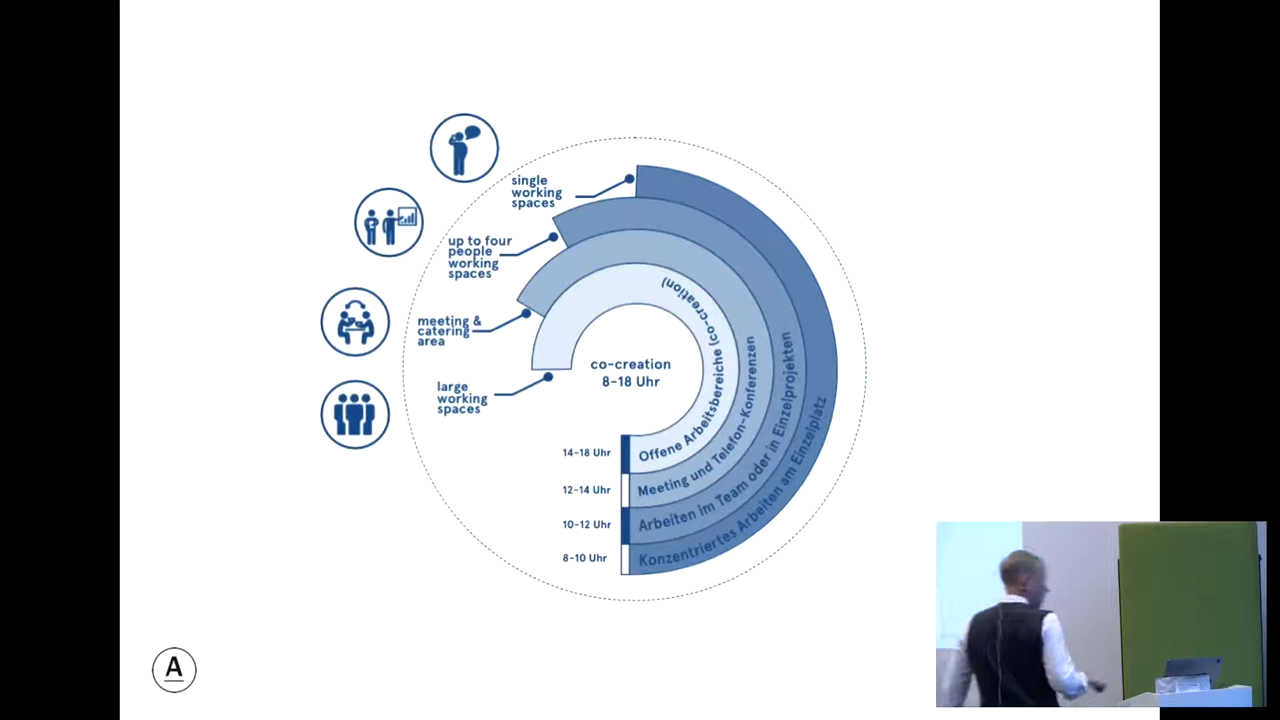 single
working
spaces
up to four
people
working
spaces
meeting &
catering
area
large
working
spaces
co-creation
8-18 Uhr
14-18 Uhr
12-14 Uhr
10-12 Uhr
8-10 Uhr
Offene Arbeitsbereiche (co-creation)
Meeting und Telefon-Konferenzen
Arbeiten im Team oder in Einzelprojekten
Konzentriertes Arbeiten am Einzelplatz
A